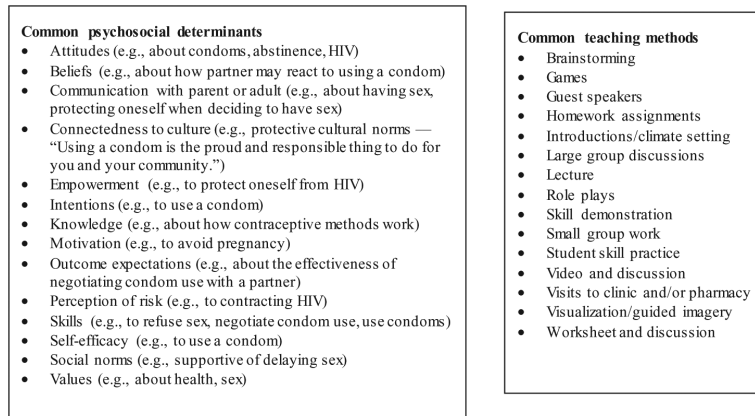 Common psychosocial determinants
• Attitudes (e.g., about condoms, abstinence, HIV)
• Beliefs (e.g., about how partner may react to using a condom)
• Communication with parent or adult (e.g., about having sex,
protecting oneself when deciding to have sex)
• Connectedness to culture (e.g., protective cultural norms —
“Using a condom is the proud and responsible thing to do for
you and your community.”)
• Empowerment (e.g., to protect oneself from HIV)
• Intentions (e.g., to use a condom)
• Knowledge (e.g., about how contraceptive methods work)
• Motivation (e.g., to avoid pregnancy)
• Outcome expectations (e.g., about the effectiveness of
negotiating condom use with a partner)
• Perception of risk (e.g., to contracting HIV)
• Skills (e.g., to refuse sex, negotiate condom use, use condoms)
• Self-efficacy (e.g., to use a condom)
• Social norms (e.g., supportive of delaying sex)
• Values (e.g., about health, sex)
Common teaching methods
• Brainstorming
• Games
• Guest speakers
• Homework assignments
• Introductions/climate setting
• Large group discussions
• Lecture
• Role plays
• Skill demonstration
• Small group work
• Student skill practice
• Video and discussion
• Visits to clinic and/or pharmacy
• Visualization/guided imagery
• Worksheet and discussion